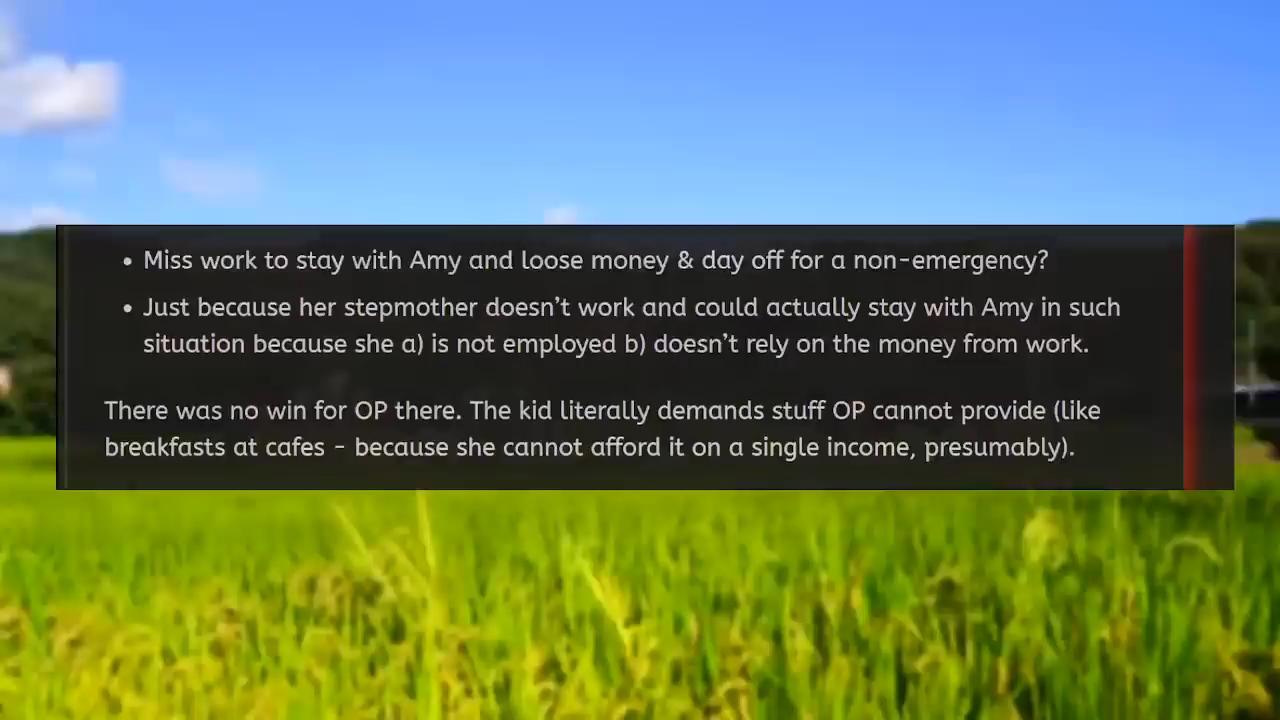 • Miss work to stay with Amy and loose money & day off for a non-emergency?
• Just because her stepmother doesn't work and could actually stay with Amy in such
situation because she a) is not employed b) doesn't rely on the money from work.
There was no win for OP there. The kid literally demands stuff OP cannot provide (like
breakfasts at cafes - because she cannot afford it on a single income, presumably).